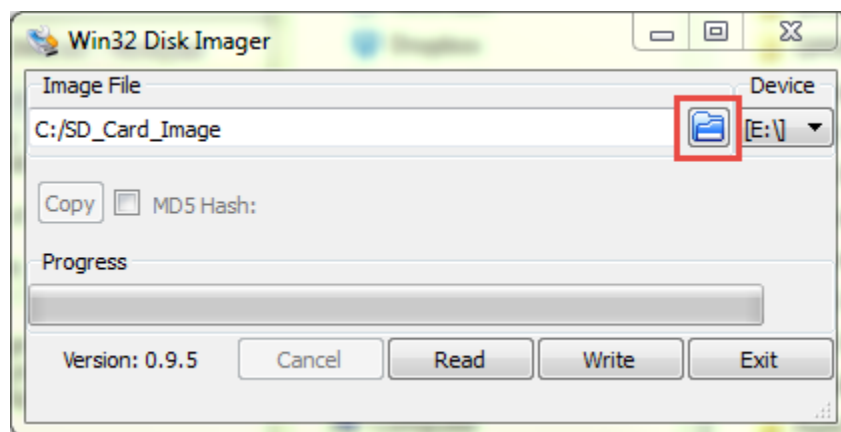 Win32 Disk Imager
Image File
Device
C:/SD_Card_Image
[E:\]
Copy
MD5 Hash:
Progress
Version: 0.9.5
Cancel
Read
Write
Exit